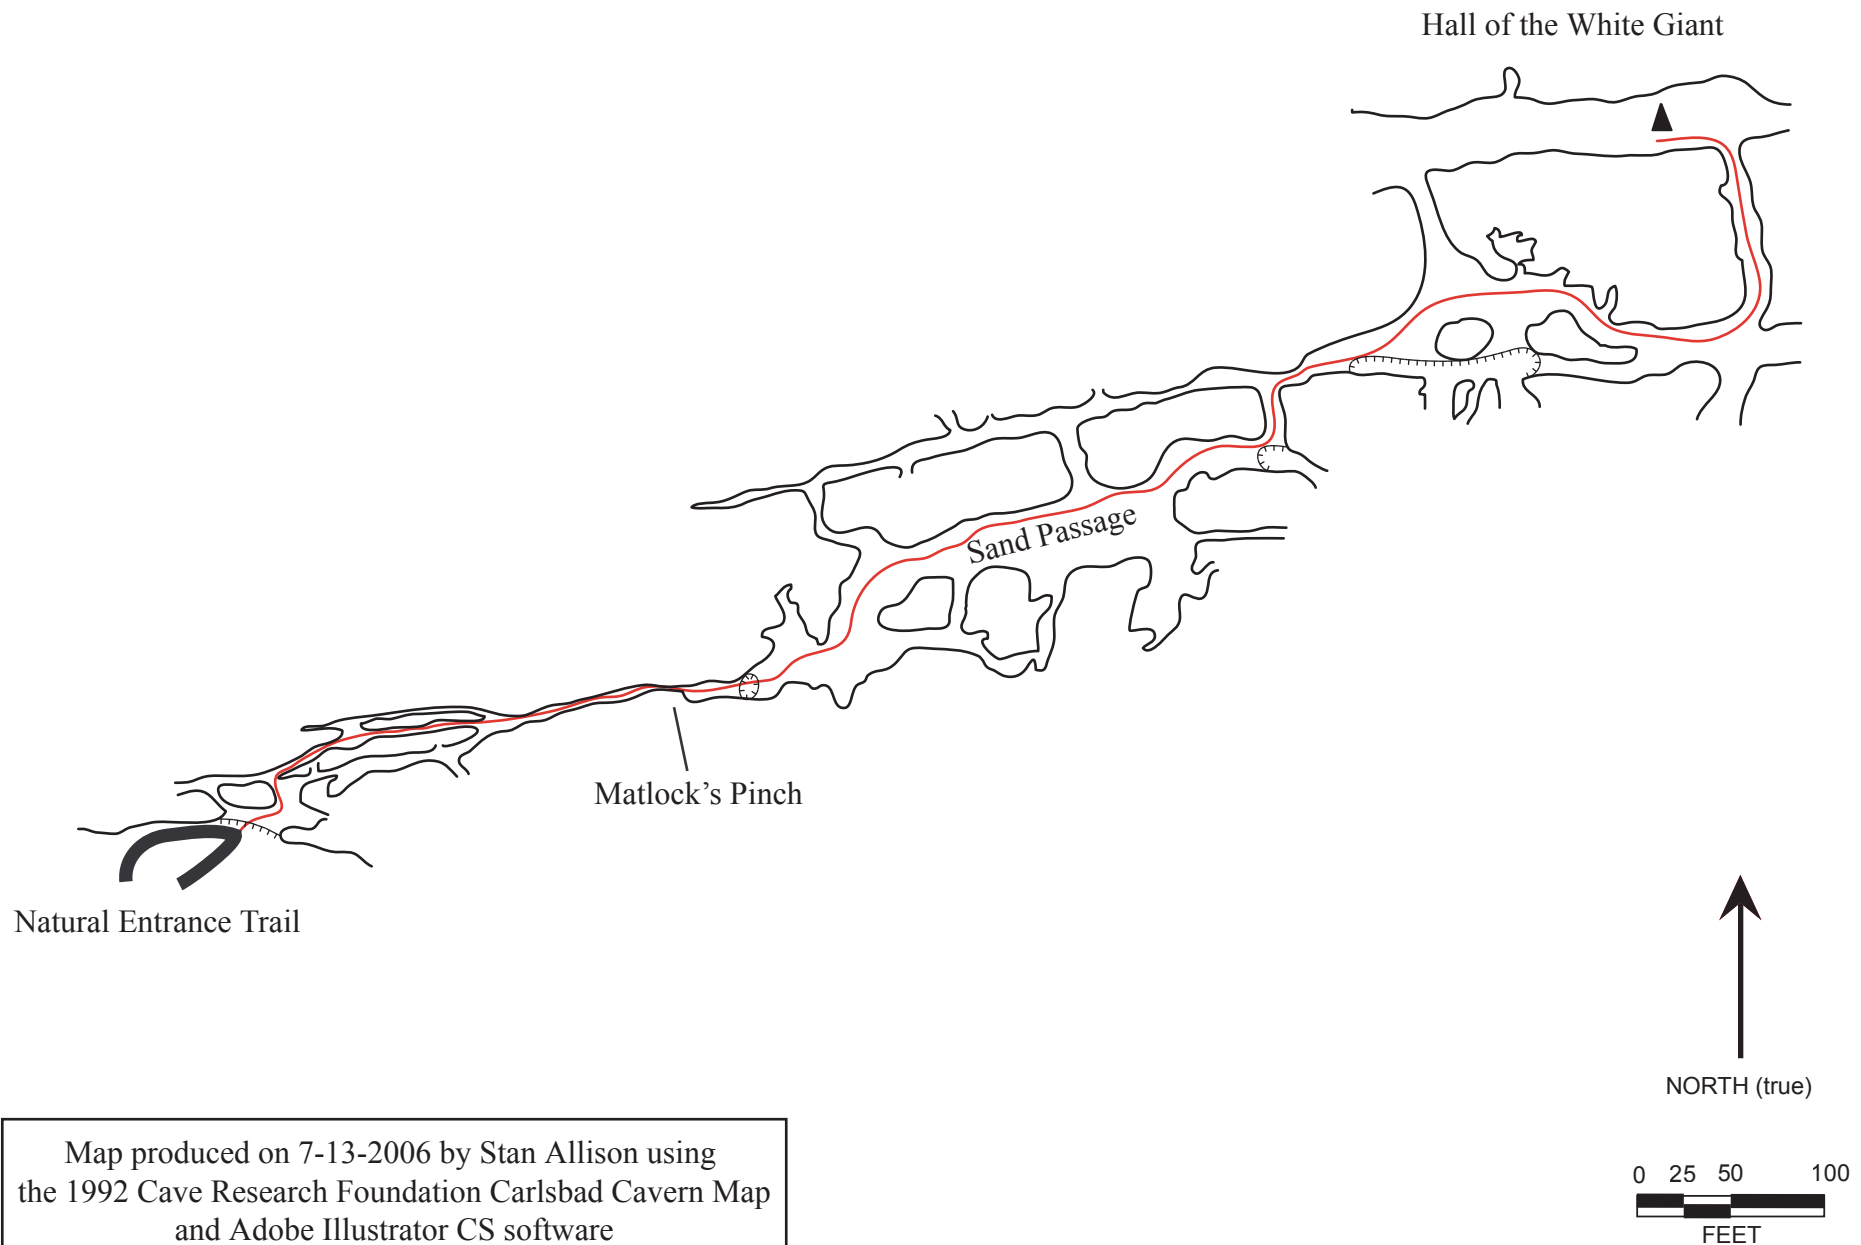 Hall of the White Giant
Sand Passage
Matlock's Pinch
Natural Entrance Trail
NORTH (true)
Map produced on 7-13-2006 by Stan Allison using
the 1992 Cave Research Foundation Carlsbad Cavern Map
and Adobe Illustrator CS software
0 25 50 100
FEET